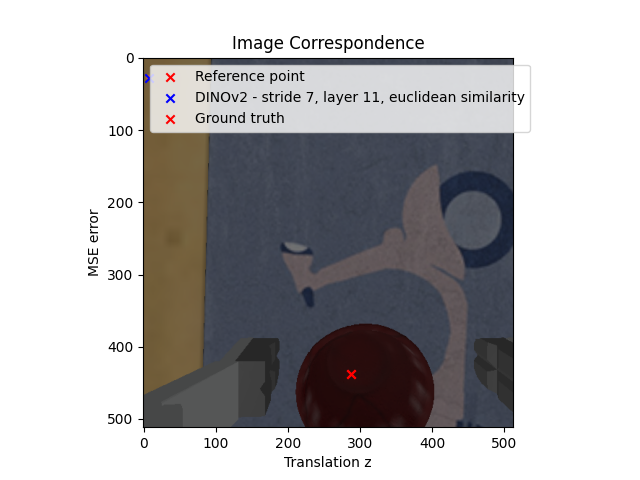 Image Correspondence
Reference point
DINOv2 - stride 7, layer 11, euclidean similarity
Ground truth
0
100
200
300
400
500
MSE error
0
100
200
300
400
500
Translation z